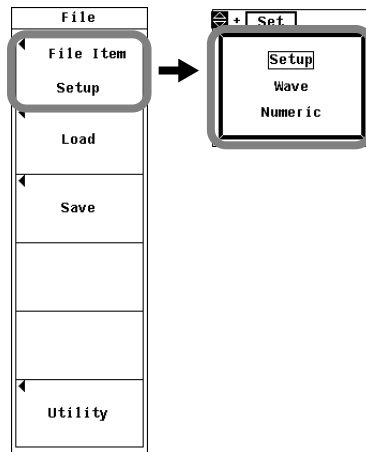 File
File Item
Setup
Load
Save
Utility
+ Set
Setup
Wave
Numeric